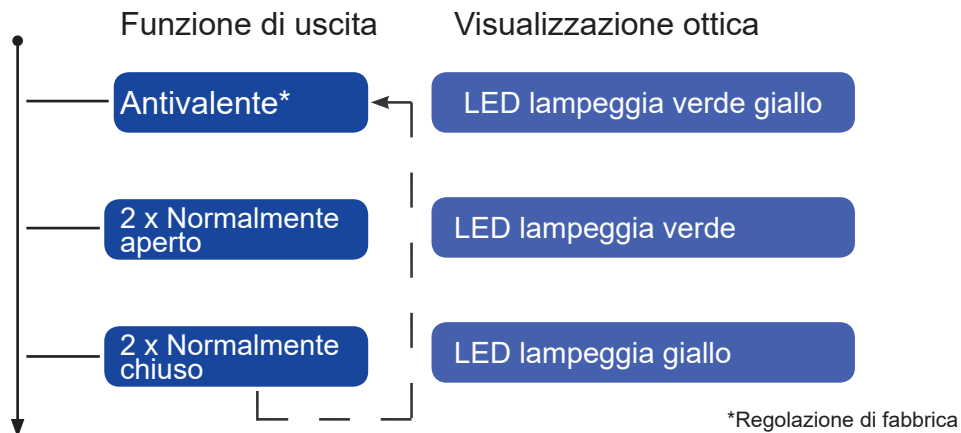 Funzione di uscita
Visualizzazione ottica
Antivalente*
LED lampeggia verde giallo
2 x Normalmente
aperto
LED lampeggia verde
2 x Normalmente
chiuso
LED lampeggia giallo
*Regolazione di fabbrica